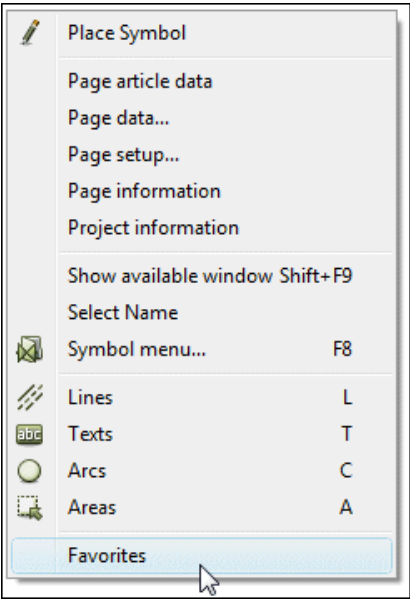 Place Symbol
Page article data
Page data...
Page setup...
Page information
Project information
Show available window Shift+F9
Select Name
Symbol menu... F8
Lines L
abc Texts T
Arcs C
Areas A
Favorites